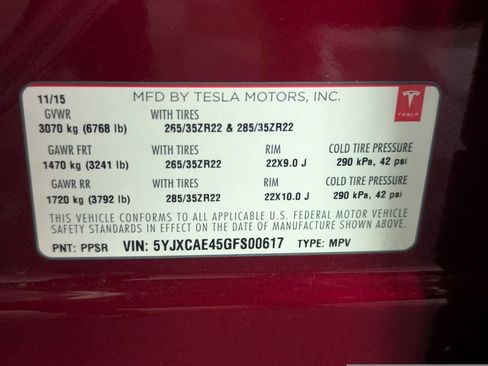 11/15 MFD BY TESLA MOTORS, INC.
GVWR WITH TIRES
3070 kg (6768 lb) 265/35ZR22 & 285/35ZR22
GAWR FRT WITH TIRES RIM COLD TIRE PRESSURE
1470 kg (3241 lb) 265/35ZR22 22X9.0 J 290 kPa, 42 psi
GAWR RR WITH TIRES RIM COLD TIRE PRESSURE
1720 kg (3792 lb) 285/35ZR22 22X10.0 J 290 kPa, 42 psi
THIS VEHICLE CONFORMS TO ALL APPLICABLE U.S. FEDERAL MOTOR VEHICLE
SAFETY STANDARDS IN EFFECT ON THE DATE OF MANUFACTURE SHOWN ABOVE.
PNT: PPSR VIN: 5YJXCAE45GFS00617 TYPE: MPV
TESLA